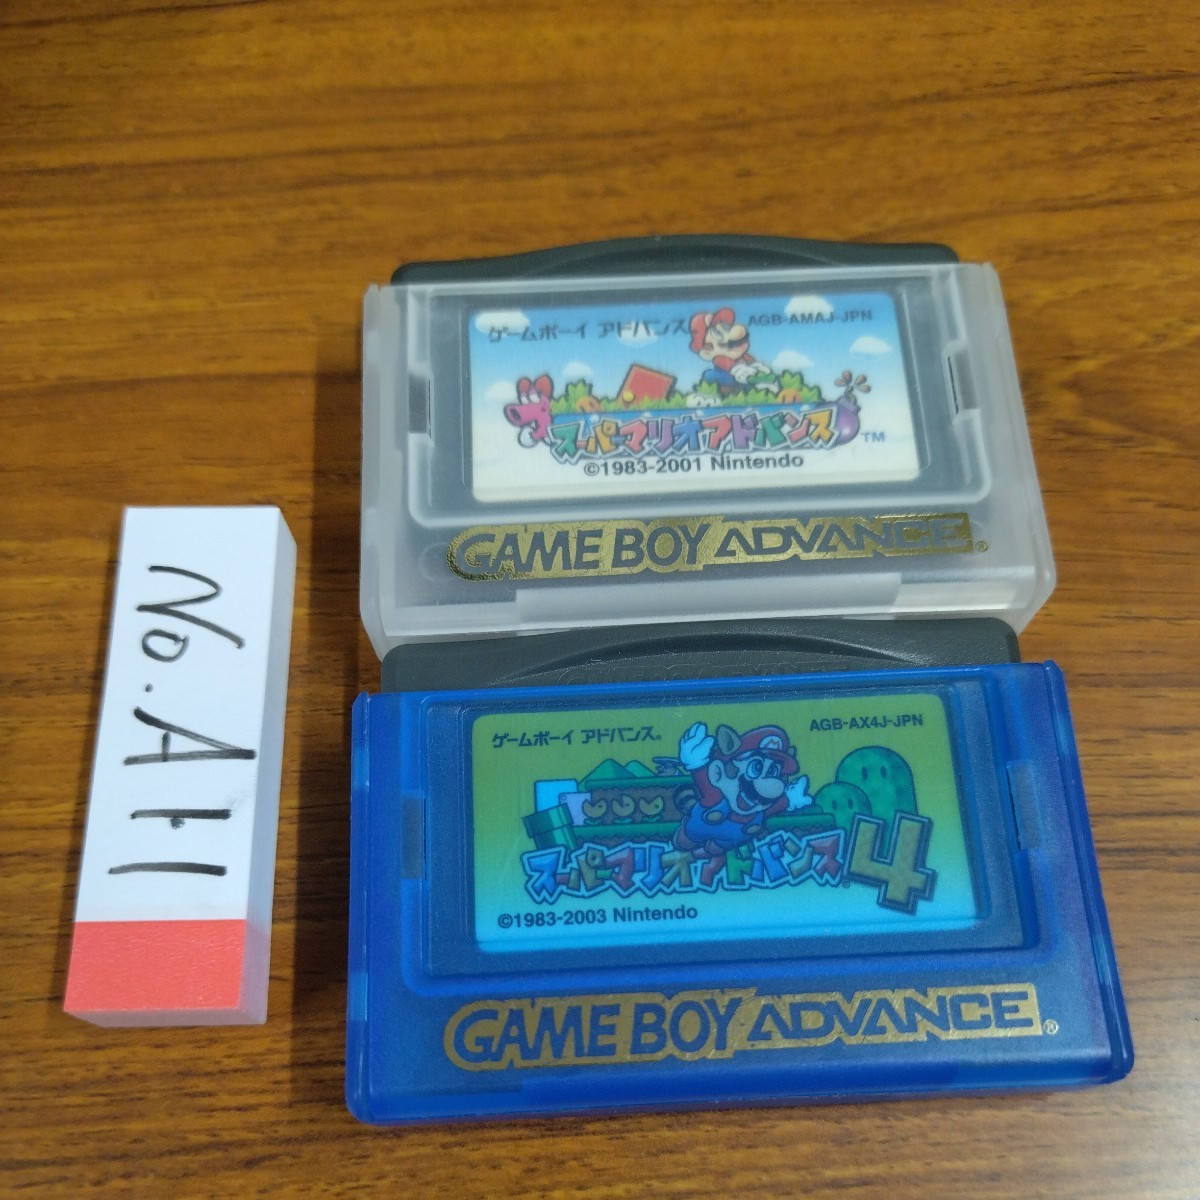 ゲームボーイ アドバンス
AGB-AMAJ-JPN
スーパーマリオアドバンス
TM
©1983-2001 Nintendo
GAME BOY ADVANCE®
No.A11
ゲームボーイ アドバンス®
AGB-AX4J-JPN
スーパーマリオアドバンス4
©1983-2003 Nintendo
GAME BOY ADVANCE®